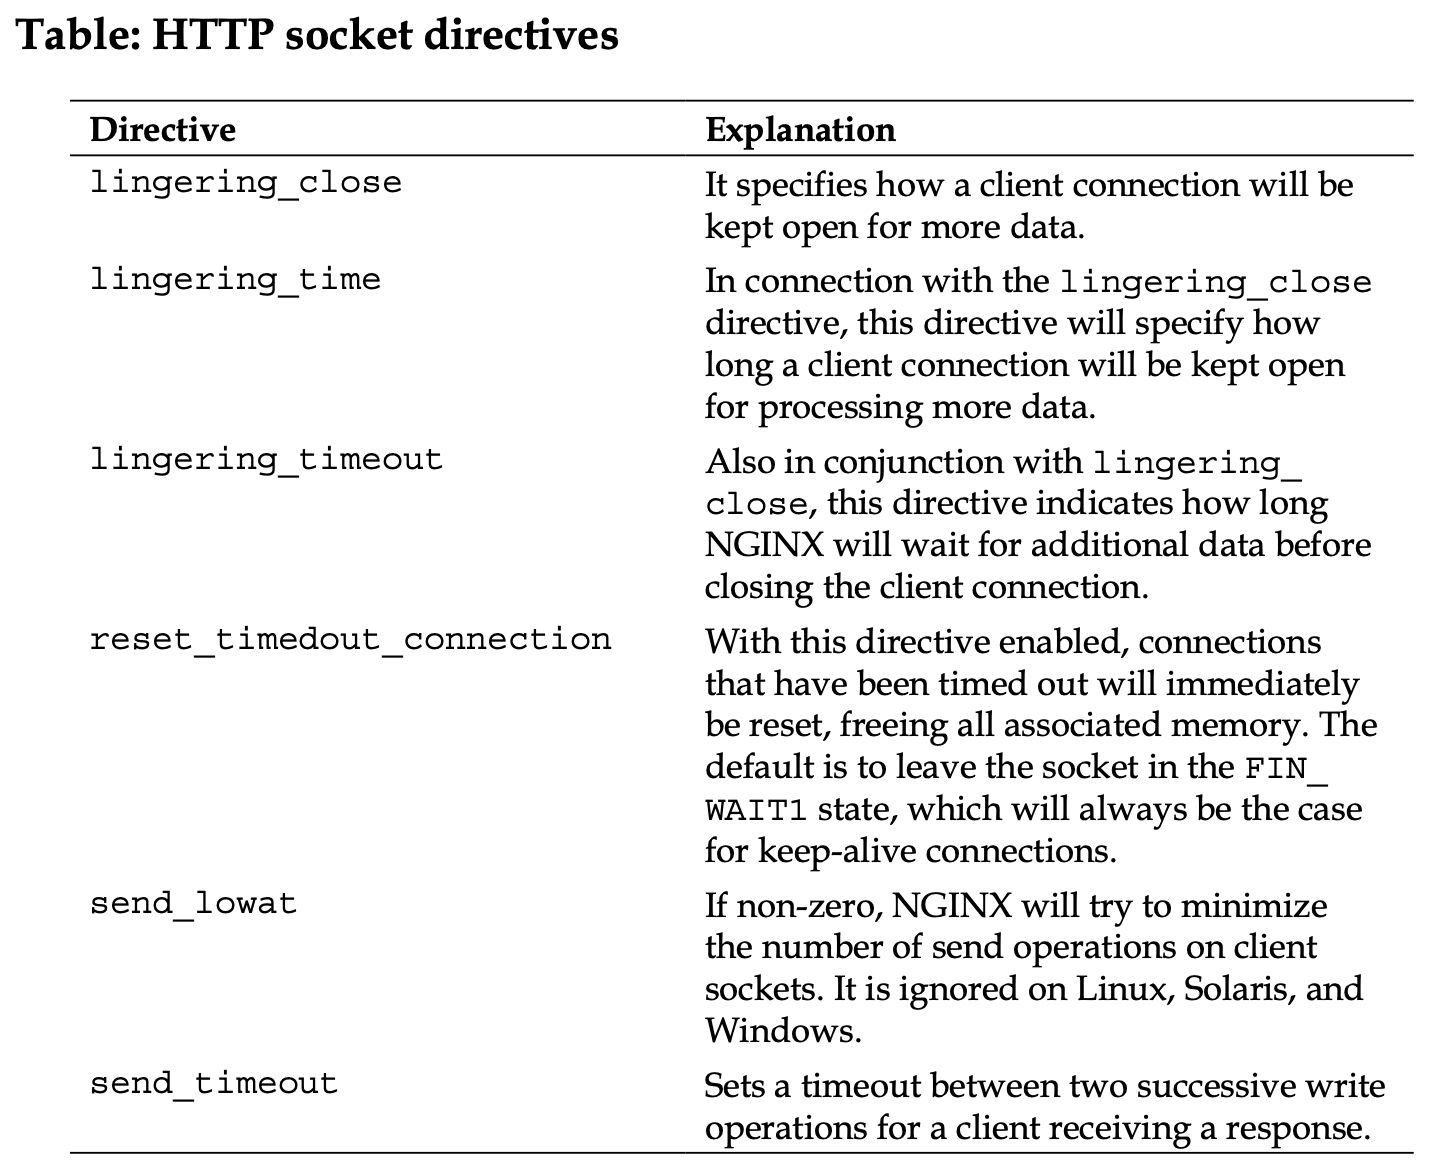 Table: HTTP socket directives
Directive Explanation
lingering_close It specifies how a client connection will be
kept open for more data.
lingering_time In connection with the lingering_close
directive, this directive will specify how
long a client connection will be kept open
for processing more data.
lingering_timeout Also in conjunction with lingering_
close, this directive indicates how long
NGINX will wait for additional data before
closing the client connection.
reset_timedout_connection With this directive enabled, connections
that have been timed out will immediately
be reset, freeing all associated memory. The
default is to leave the socket in the FIN_
WAIT1 state, which will always be the case
for keep-alive connections.
send_lowat If non-zero, NGINX will try to minimize
the number of send operations on client
sockets. It is ignored on Linux, Solaris, and
Windows.
send_timeout Sets a timeout between two successive write
operations for a client receiving a response.